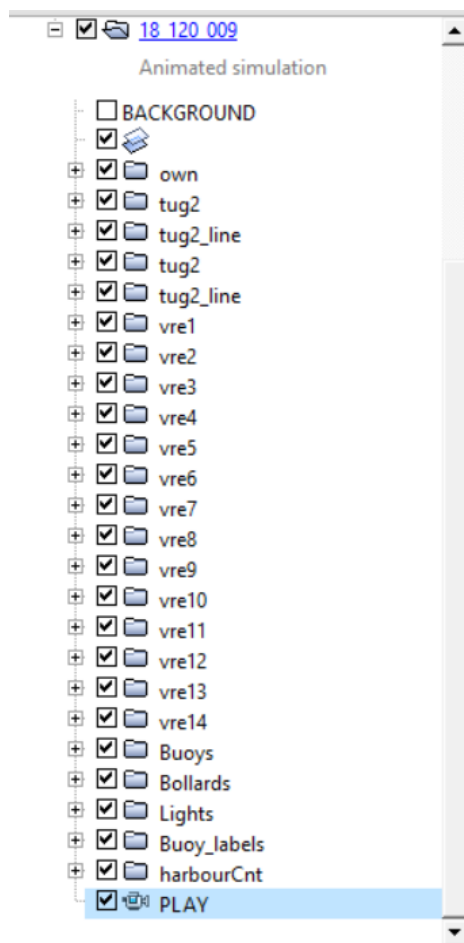 18_120_009
Animated simulation
BACKGROUND
own
tug2
tug2_line
tug2
tug2_line
vre1
vre2
vre3
vre4
vre5
vre6
vre7
vre8
vre9
vre10
vre11
vre12
vre13
vre14
Buoys
Bollards
Lights
Buoy_labels
harbourCnt
PLAY